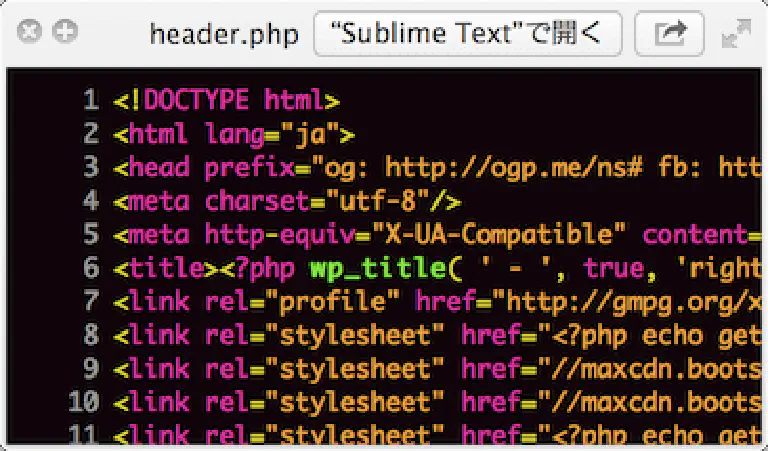 header.php "Sublime Text"で開く
1 <!DOCTYPE html>
2 <html lang="ja">
3 <head prefix="og: http://ogp.me/ns# fb: htt
4 <meta charset="utf-8"/>
5 <meta http-equiv="X-UA-Compatible" content=
6 <title><?php wp_title( ' - ', true, 'right
7 <link rel="profile" href="http://gmpg.org/x
8 <link rel="stylesheet" href="<?php echo get
9 <link rel="stylesheet" href="//maxcdn.boots
10 <link rel="stylesheet" href="//maxcdn.boots
11 <link rel="stylesheet" href="<?php echo get